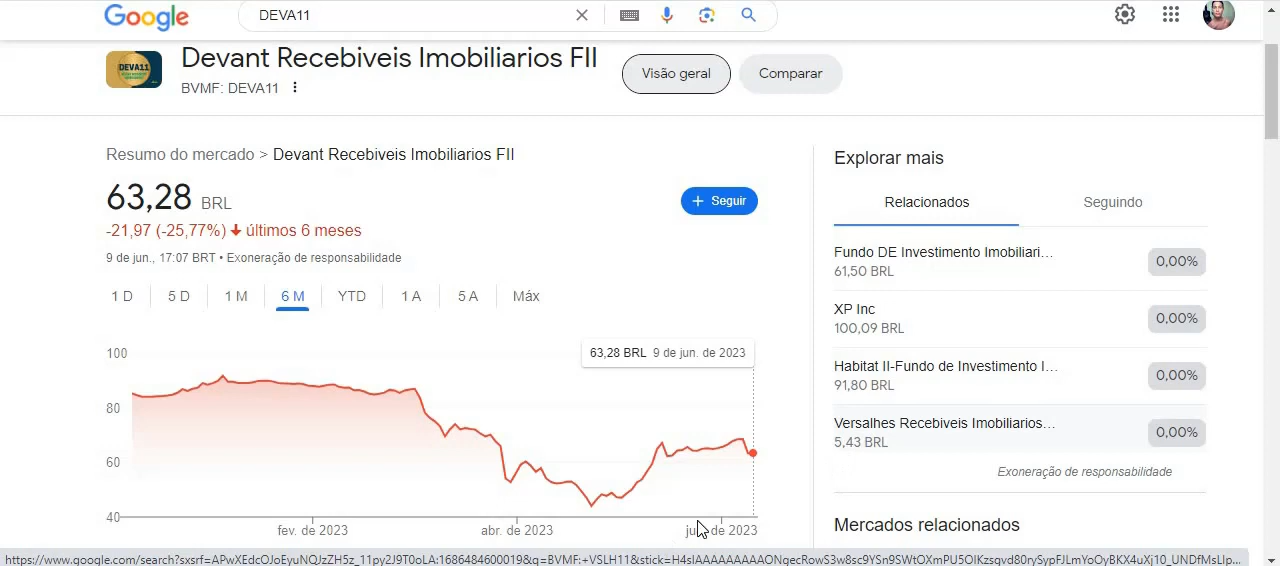 Google
DEVA11
DEVA11
Devant Recebiveis Imobiliarios FII
BVMF: DEVA11
Visão geral
Comparar
Resumo do mercado > Devant Recebiveis Imobiliarios FII
63,28 BRL
+ Seguir
-21,97 (-25,77%) últimos 6 meses
9 de jun., 17:07 BRT • Exoneração de responsabilidade
1 D 5 D 1 M 6 M YTD 1 A 5 A Máx
63,28 BRL 9 de jun. de 2023
100
80
60
40
fev. de 2023 abr. de 2023 de 2023
Explorar mais
Relacionados Seguindo
Fundo DE Investimento Imobiliari…
61,50 BRL
0,00%
XP Inc
100,09 BRL
0,00%
Habitat II-Fundo de Investimento I…
91,80 BRL
0,00%
Versalhes Recebiveis Imobiliarios…
5,43 BRL
0,00%
Exoneração de responsabilidade
Mercados relacionados